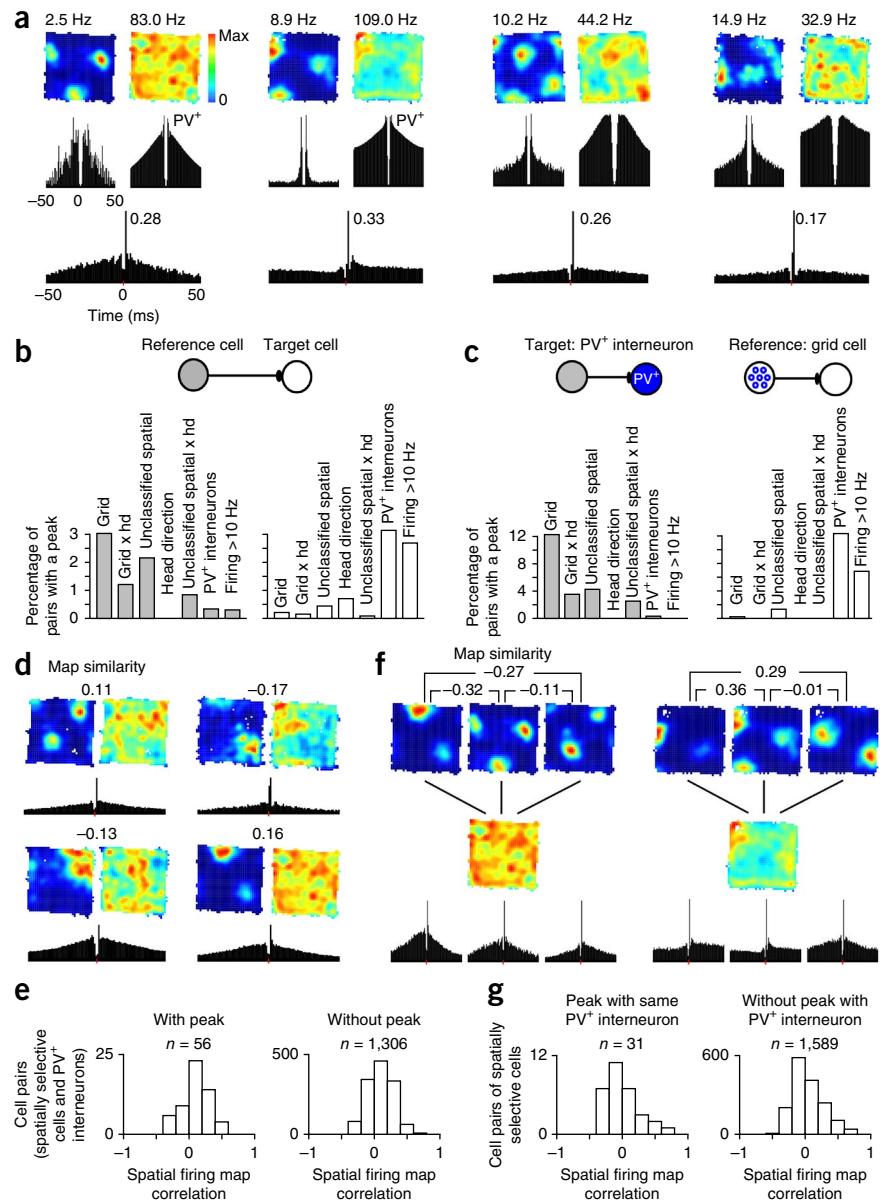 a
2.5 Hz 83.0 Hz 8.9 Hz 109.0 Hz 10.2 Hz 44.2 Hz 14.9 Hz 32.9 Hz
Max
0
PV+ PV+
−50 0 50
0.28 0.33 0.26 0.17
−50 0 50
Time (ms)
b
Reference cell Target cell
Percentage of pairs with a peak
3
2
1
0
Grid
Grid x hd
Unclassified spatial
Head direction
Unclassified spatial x hd
PV+ interneurons
Firing >10 Hz
Grid
Grid x hd
Unclassified spatial
Head direction
Unclassified spatial x hd
PV+ interneurons
Firing >10 Hz
c
Target: PV+ interneuron Reference: grid cell
PV+
Percentage of pairs with a peak
12
8
4
0
Grid
Grid x hd
Unclassified spatial
Head direction
Unclassified spatial x hd
PV+ interneurons
Firing >10 Hz
Grid
Grid x hd
Unclassified spatial
Head direction
Unclassified spatial x hd
PV+ interneurons
Firing >10 Hz
d
Map similarity
0.11 −0.17
−0.13 0.16
f
Map similarity
−0.27
−0.32 −0.11
0.29
0.36 −0.01
e
With peak
n = 56
Without peak
n = 1,306
Cell pairs
(spatially selective
cells and PV+
interneurons)
25
0
500
0
−1 0 1
−1 0 1
Spatial firing map
correlation
Spatial firing map
correlation
g
Peak with same
PV+ interneuron
n = 31
Without peak with
PV+ interneuron
n = 1,589
Cell pairs of spatially
selective cells
12
0
600
0
−1 0 1
−1 0 1
Spatial firing map
correlation
Spatial firing map
correlation